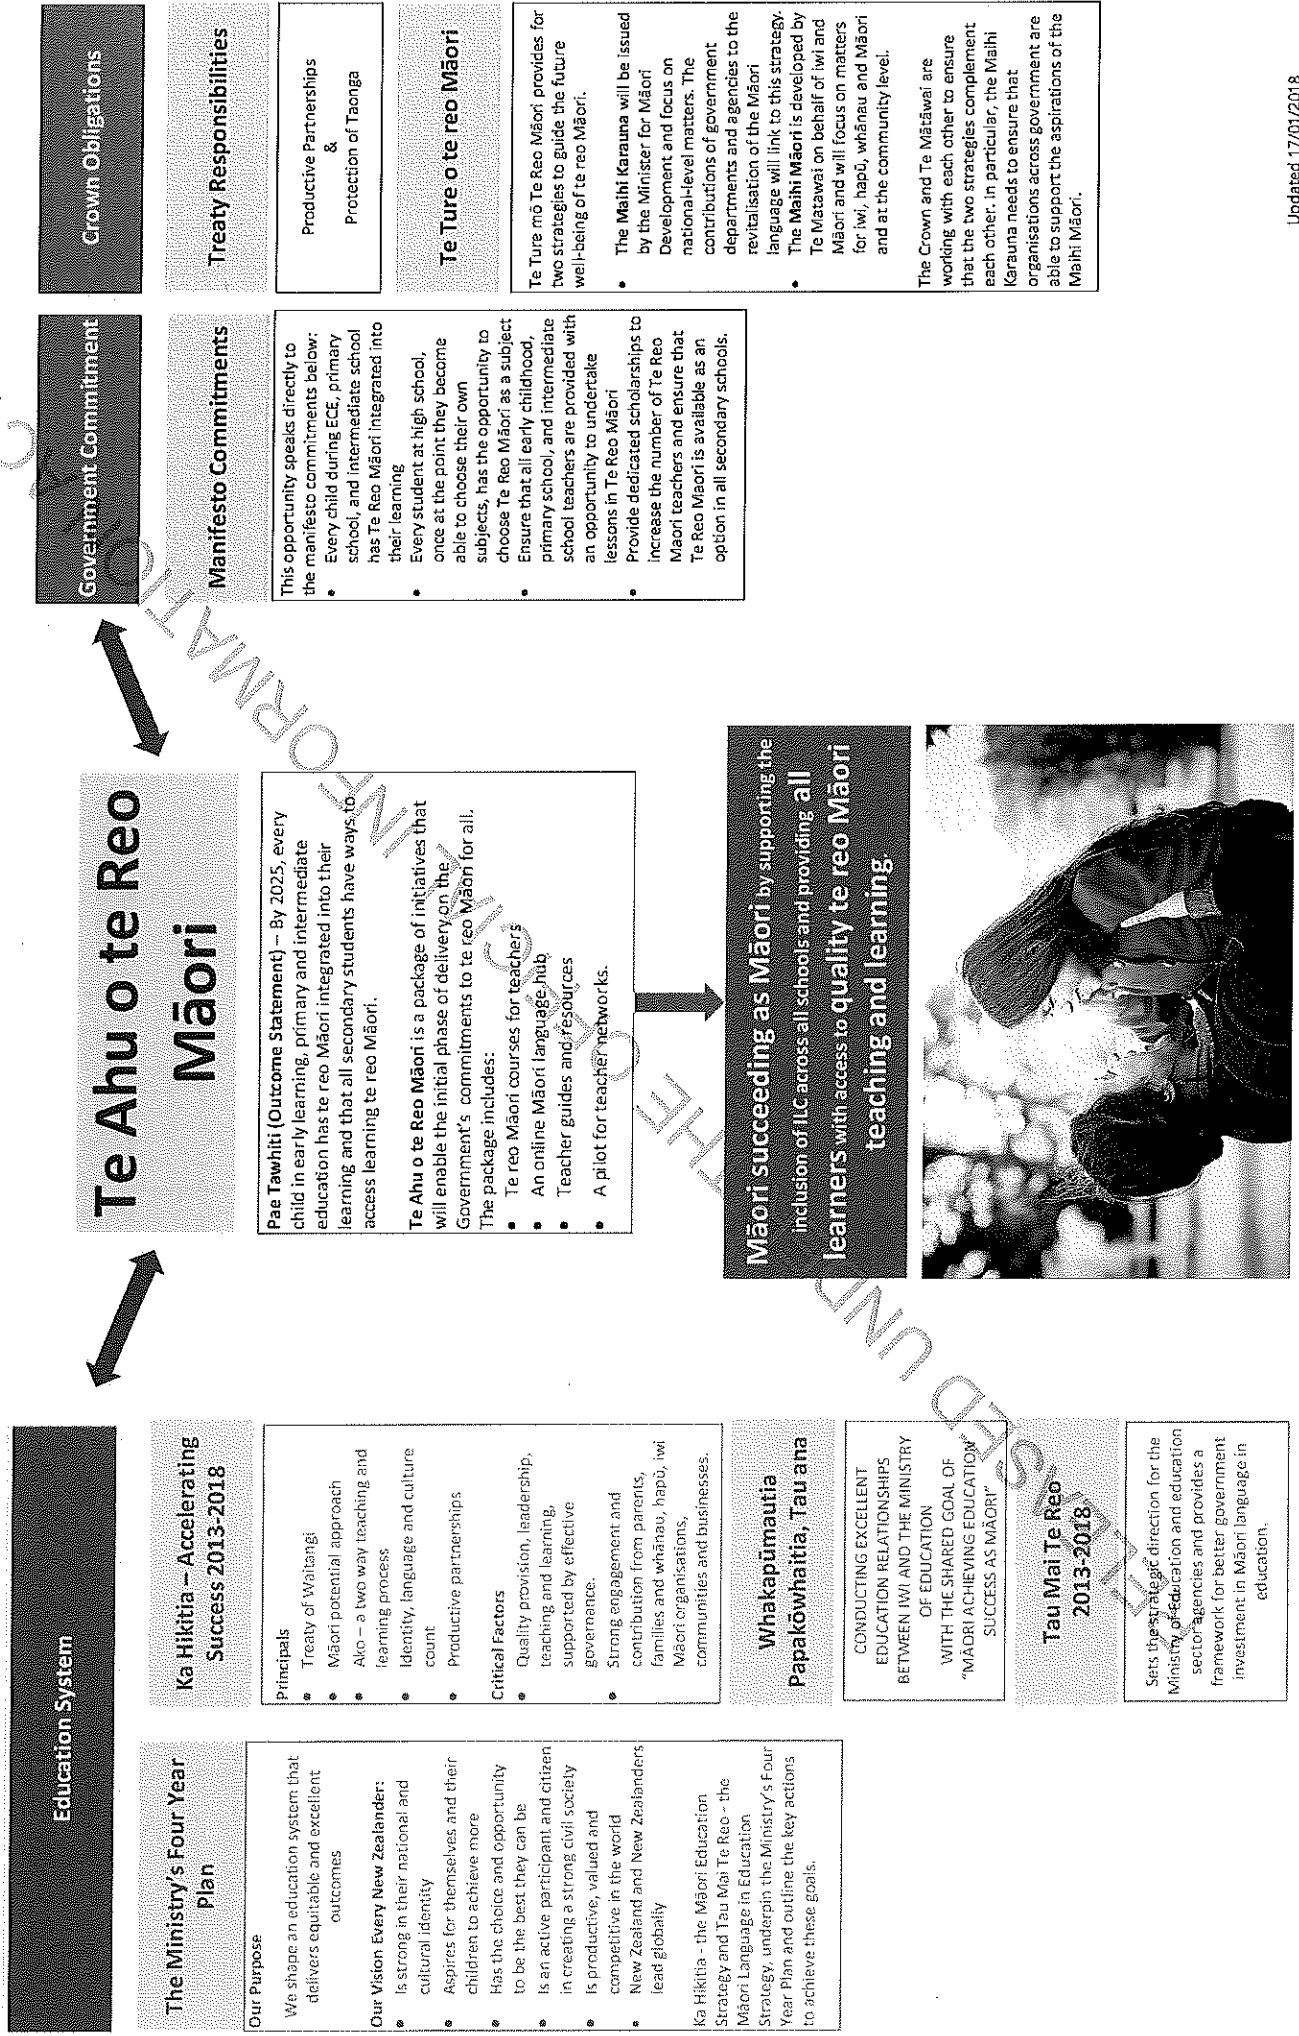 Education System
The Ministry's Four Year
Plan
Our Purpose
We shape an education system that
delivers equitable and excellent
outcomes
Our Vision Every New Zealander:
• Is strong in their national and
cultural identity
• Aspires for themselves and their
children to achieve more
• Has the choice and opportunity
to be the best they can be
• Is an active participant and citizen
in creating a strong civil society
• Is productive, valued and
competitive in the world
• New Zealand and New Zealanders
lead globally
Ka Hikitia - the Māori Education
Strategy and Tau Mai Te Reo - the
Māori Language in Education
Strategy, underpin the Ministry's Four
Year Plan and outline the key actions
to achieve these goals.
Ka Hikitia – Accelerating
Success 2013-2018
Principals
• Treaty of Waitangi
• Māori potential approach
• Ako – a two way teaching and
learning process
• Identity, language and culture
count
• Productive partnerships
Critical Factors
• Quality provision, leadership,
teaching and learning,
supported by effective
governance.
• Strong engagement and
contribution from parents,
families and whānau, hapū, iwi
Māori organisations,
communities and businesses.
Whakapūmautia
Papakōwhaitia, Tau ana
CONDUCTING EXCELLENT
EDUCATION RELATIONSHIPS
BETWEEN IWI AND THE MINISTRY
OF EDUCATION
WITH THE SHARED GOAL OF
"MĀORI ACHIEVING EDUCATION
SUCCESS AS MĀORI"
Tau Mai Te Reo
2013-2018
Sets the strategic direction for the
Ministry of Education and education
sector agencies and provides a
framework for better government
investment in Māori language in
education.
Te Ahu o te Reo
Māori
Pae Tawhiti (Outcome Statement) – By 2025, every
child in early learning, primary and intermediate
education has te reo Māori integrated into their
learning and that all secondary students have ways to
access learning te reo Māori.
Te Ahu o te Reo Māori is a package of initiatives that
will enable the initial phase of delivery on the
Government's commitments to te reo Māori for all.
The package includes:
• Te reo Māori courses for teachers
• An online Māori language hub
• Teacher guides and resources
• A pilot for teacher networks.
Māori succeeding as Māori by supporting the
inclusion of ILC across all schools and providing all
learners with access to quality te reo Māori
teaching and learning
Government Commitment
Manifesto Commitments
This opportunity speaks directly to
the manifesto commitments below:
• Every child during ECE, primary
school, and intermediate school
has Te Reo Māori integrated into
their learning
• Every student at high school,
once at the point they become
able to choose their own
subjects, has the opportunity to
choose Te Reo Māori as a subject
• Ensure that all early childhood,
primary school, and intermediate
school teachers are provided with
an opportunity to undertake
lessons in Te Reo Māori
• Provide dedicated scholarships to
increase the number of Te Reo
Māori teachers and ensure that
Te Reo Maori is available as an
option in all secondary schools.
Crown Obligations
Treaty Responsibilities
Productive Partnerships
&
Protection of Taonga
Te Ture o te reo Māori
Te Ture mō Te Reo Māori provides for
two strategies to guide the future
well-being of te reo Māori.
• The Maihi Karauna will be issued
by the Minister for Māori
Development and focus on
national-level matters. The
contributions of government
departments and agencies to the
revitalisation of the Māori
language will link to this strategy.
• The Maihi Māori is developed by
Te Matawai on behalf of iwi and
Māori and will focus on matters
for iwi, hapū, whānau and Māori
and at the community level.
The Crown and Te Mātāwai are
working with each other to ensure
that the two strategies complement
each other. In particular, the Maihi
Karauna needs to ensure that
organisations across government are
able to support the aspirations of the
Maihi Māori.
Updated 17/01/2018